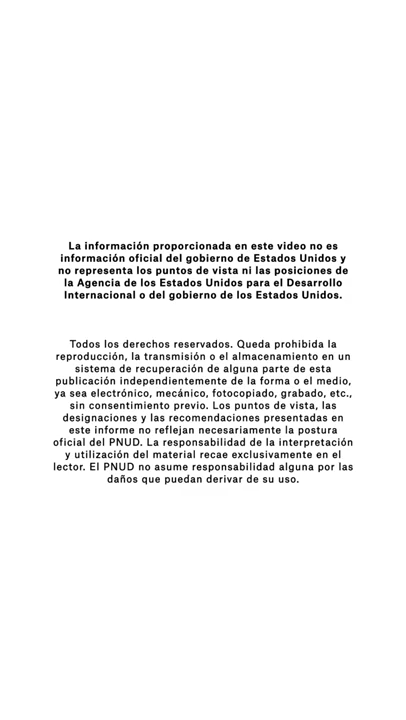 La información proporcionada en este video no es
información oficial del gobierno de Estados Unidos y
no representa los puntos de vista ni las posiciones de
la Agencia de los Estados Unidos para el Desarrollo
Internacional o del gobierno de los Estados Unidos.
Todos los derechos reservados. Queda prohibida la
reproducción, la transmisión o el almacenamiento en un
sistema de recuperación de alguna parte de esta
publicación independientemente de la forma o el medio,
ya sea electrónico, mecánico, fotocopiado, grabado, etc.,
sin consentimiento previo. Los puntos de vista, las
designaciones y las recomendaciones presentadas en
este informe no reflejan necesariamente la postura
oficial del PNUD. La responsabilidad de la interpretación
y utilización del material recae exclusivamente en el
lector. El PNUD no asume responsabilidad alguna por las
daños que puedan derivar de su uso.